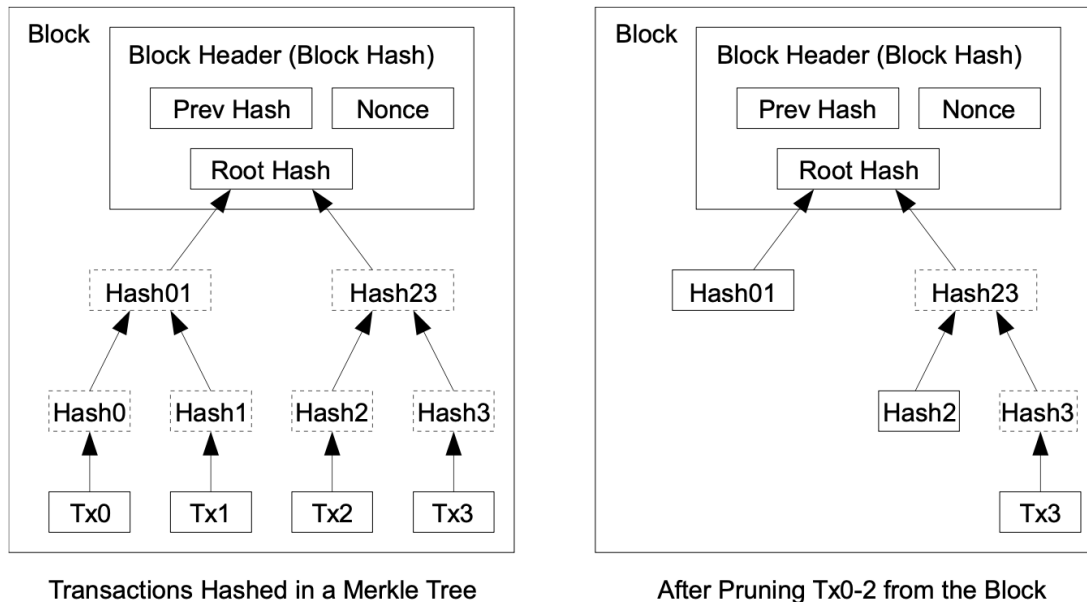 Block
Block Header (Block Hash)
Prev Hash Nonce
Root Hash
Hash01 Hash23
Hash0 Hash1 Hash2 Hash3
Tx0 Tx1 Tx2 Tx3
Transactions Hashed in a Merkle Tree
Block
Block Header (Block Hash)
Prev Hash Nonce
Root Hash
Hash01 Hash23
Hash2 Hash3
Tx3
After Pruning Tx0-2 from the Block